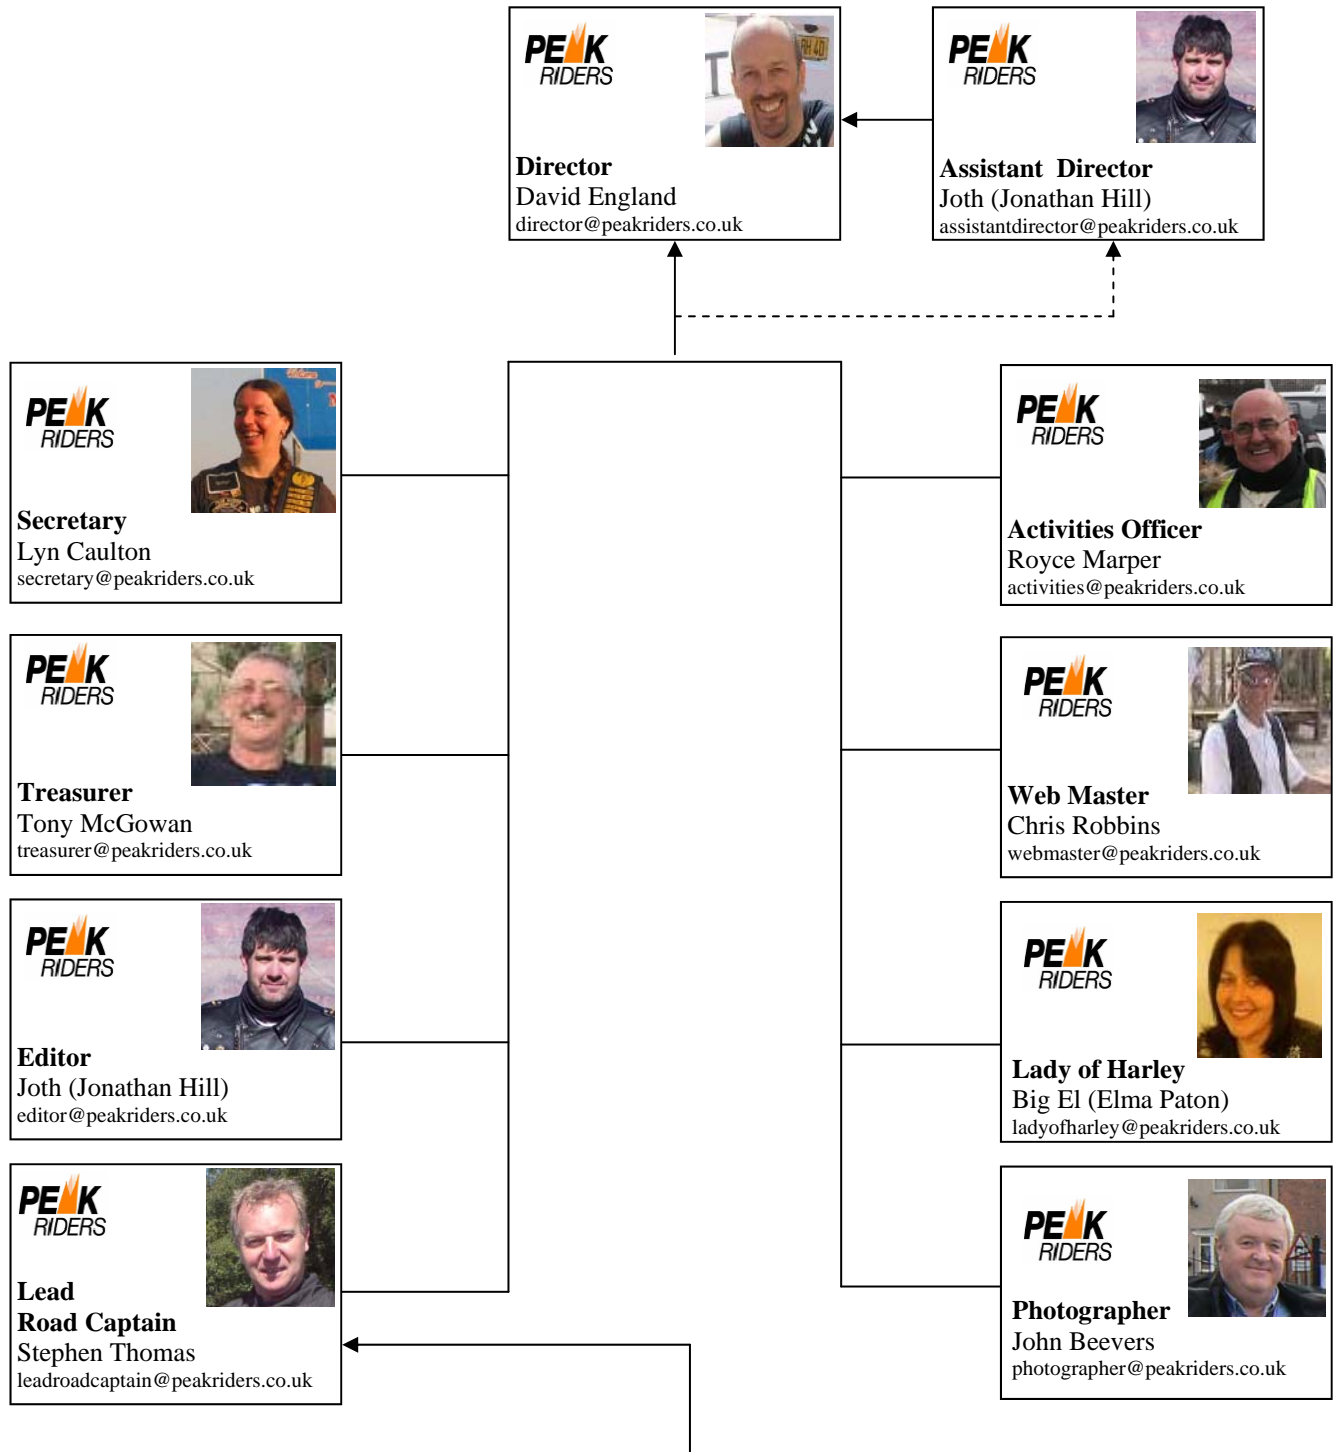 PEAK
RIDERS
Director
David England
director@peakriders.co.uk
PEAK
RIDERS
Assistant Director
Joth (Jonathan Hill)
assistantdirector@peakriders.co.uk
PEAK
RIDERS
Secretary
Lyn Caulton
secretary@peakriders.co.uk
PEAK
RIDERS
Activities Officer
Royce Marper
activities@peakriders.co.uk
PEAK
RIDERS
Treasurer
Tony McGowan
treasurer@peakriders.co.uk
PEAK
RIDERS
Web Master
Chris Robbins
webmaster@peakriders.co.uk
PEAK
RIDERS
Editor
Joth (Jonathan Hill)
editor@peakriders.co.uk
PEAK
RIDERS
Lady of Harley
Big El (Elma Paton)
ladyofharley@peakriders.co.uk
PEAK
RIDERS
Lead
Road Captain
Stephen Thomas
leadroadcaptain@peakriders.co.uk
PEAK
RIDERS
Photographer
John Beevers
photographer@peakriders.co.uk